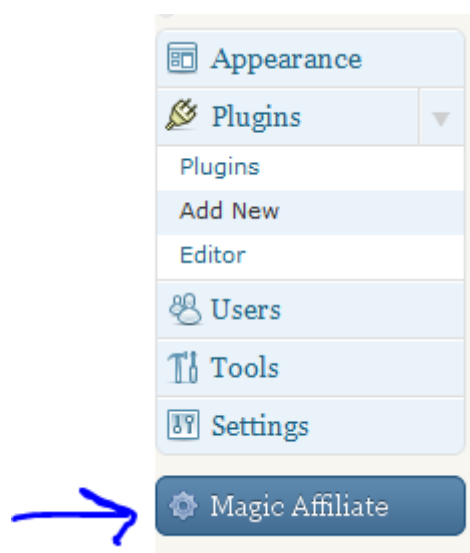 Appearance
Plugins
Plugins
Add New
Editor
Users
Tools
Settings
Magic Affiliate